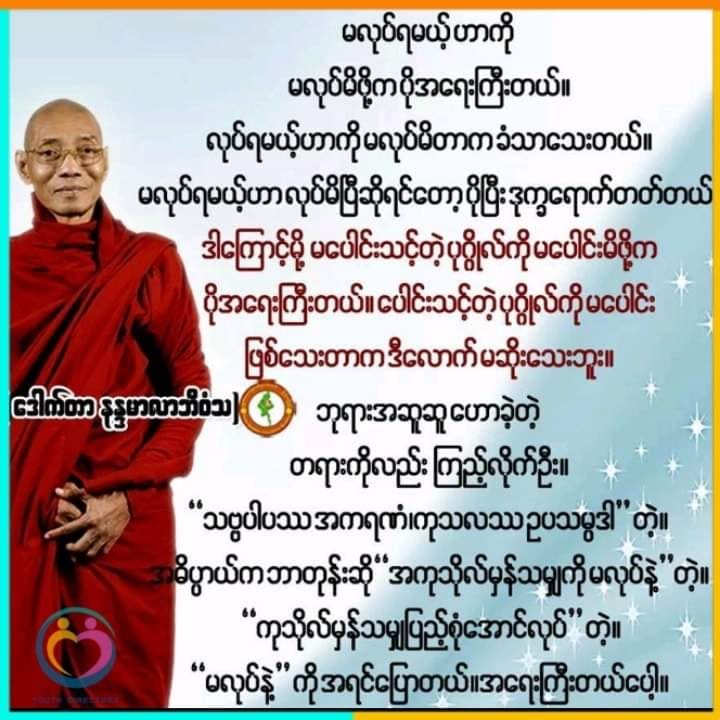 မလုပ်ရမယ့်ဟာကို
မလုပ်မိဖို့က ပိုအရေးကြီးတယ်။
လုပ်ရမယ့်ဟာကို မလုပ်မိတာက ခံသာသေးတယ်။
မလုပ်ရမယ့်ဟာ လုပ်မိပြီဆိုရင်တော့ ပိုပြီး ဒုက္ခရောက်တတ်တယ်
ဒါကြောင့်မို့ မပေါင်းသင့်တဲ့ ပုဂ္ဂိုလ်ကို မပေါင်းမိဖို့က
ပိုအရေးကြီးတယ်။ ပေါင်းသင့်တဲ့ ပုဂ္ဂိုလ်ကို မပေါင်း
ဖြစ်သေးတာက ဒီလောက် မဆိုးသေးဘူး။
(ဒေါက်တာ နန္ဒမာလာဘိဝံသ)
ဘုရားအဆူဆူ ဟောခဲ့တဲ့
တရားကိုလည်း ကြည့်လိုက်ဦး။
“သဗ္ဗပါပဿ အကရဏံ၊ကုသလဿ ဥပသမ္ပဒါ” တဲ့။
အဓိပ္ပာယ်က ဘာတုန်းဆို “အကုသိုလ်မှန်သမျှကို မလုပ်နဲ့” တဲ့။
“ကုသိုလ်မှန်သမျှပြည့်စုံအောင်လုပ်” တဲ့။
“မလုပ်နဲ့” ကို အရင်ပြောတယ်။အရေးကြီးတယ်ပေါ့။